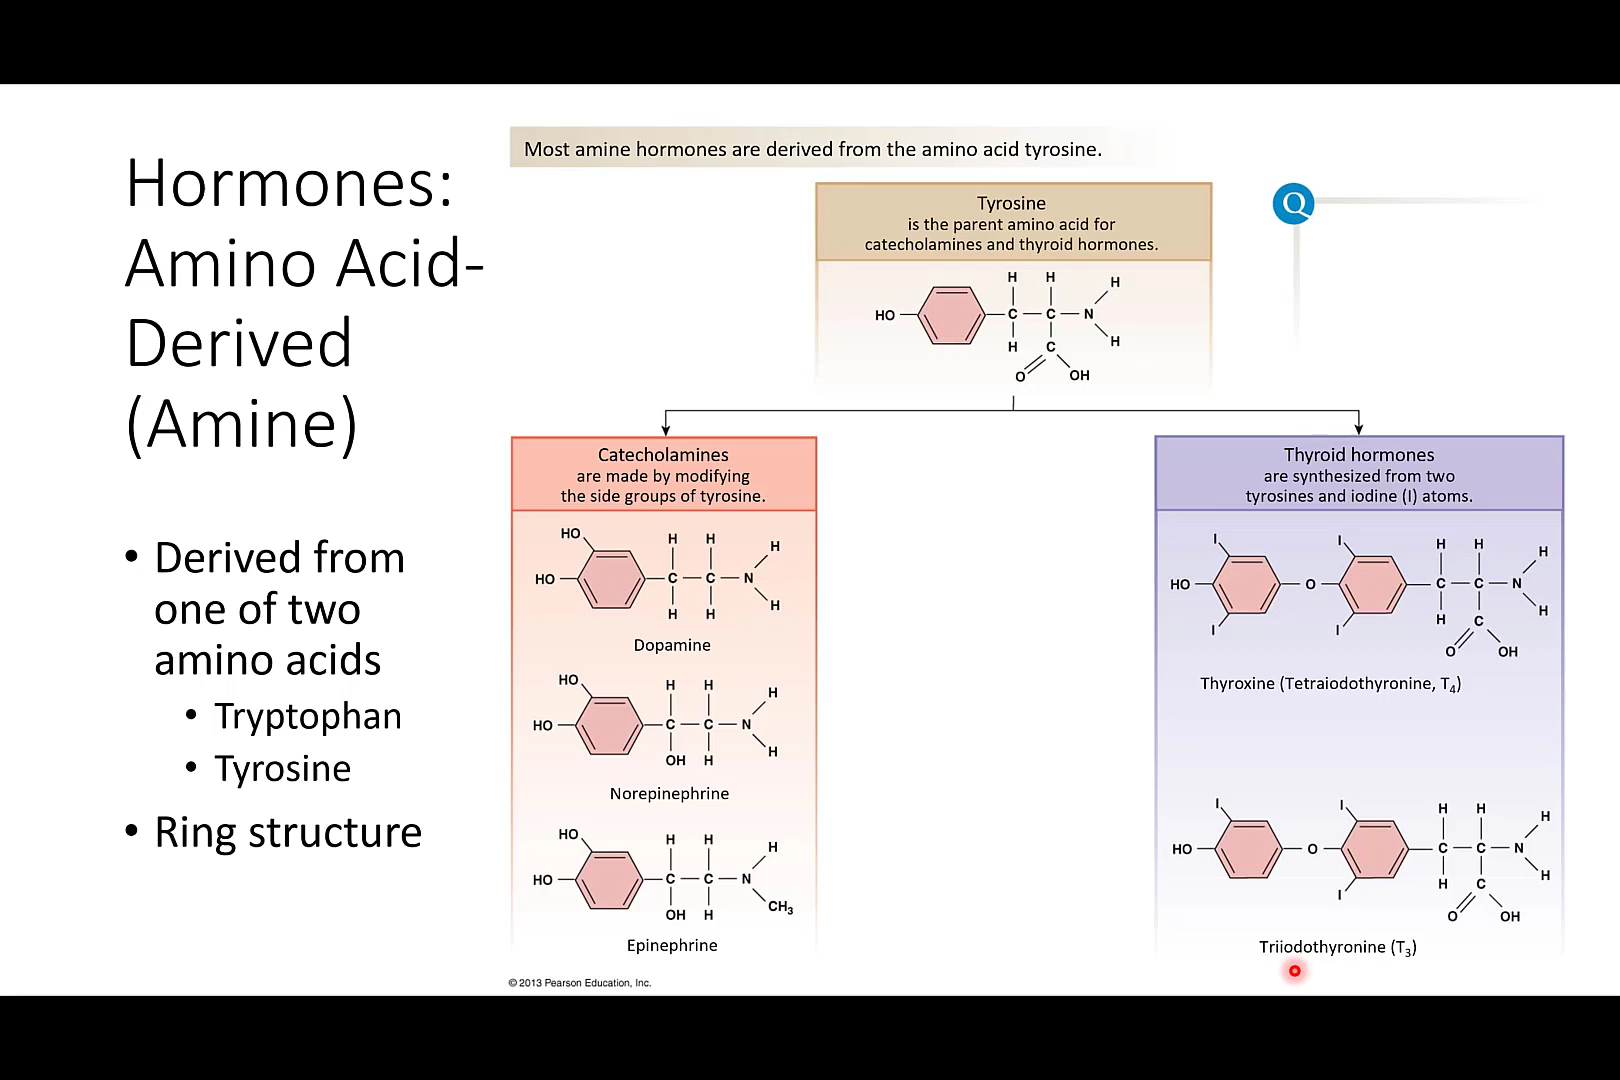 Hormones:
Amino Acid-
Derived
(Amine)
• Derived from
one of two
amino acids
• Tryptophan
• Tyrosine
• Ring structure
Most amine hormones are derived from the amino acid tyrosine.
Q
Tyrosine
is the parent amino acid for
catecholamines and thyroid hormones.
H H H
HO C C N
H C H
O OH
Catecholamines
are made by modifying
the side groups of tyrosine.
HO H H H
HO C C N
H H H
Dopamine
HO H H H
HO C C N
OH H H
Norepinephrine
HO H H H
HO C C N
OH H CH₃
Epinephrine
Thyroid hormones
are synthesized from two
tyrosines and iodine (I) atoms.
I I H H H
HO O C C N
I I H C H
O OH
Thyroxine (Tetraiodothyronine, T₄)
I I H H H
HO O C C N
I H C H
O OH
Triiodothyronine (T₃)
© 2013 Pearson Education, Inc.